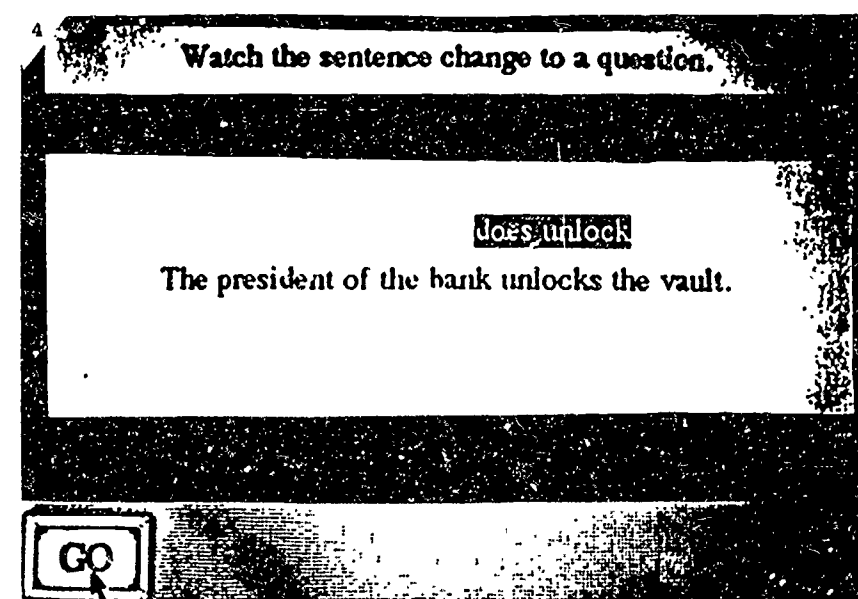 4
Watch the sentence change to a question.
does unlock
The president of the bank unlocks the vault.
GO